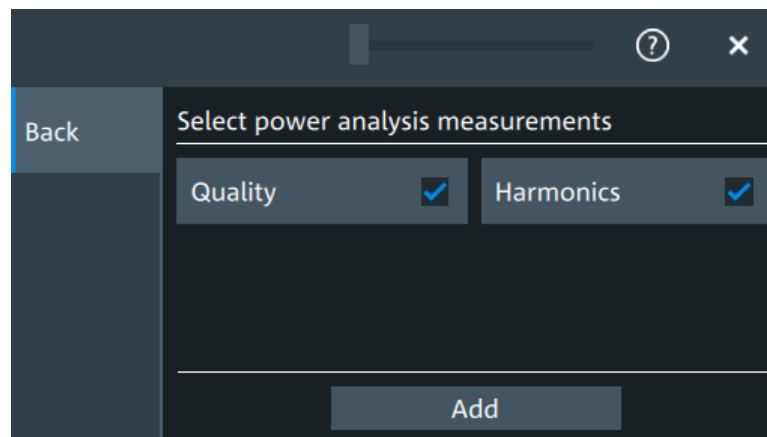 ?
Back
Select power analysis measurements
Quality
Harmonics
Add